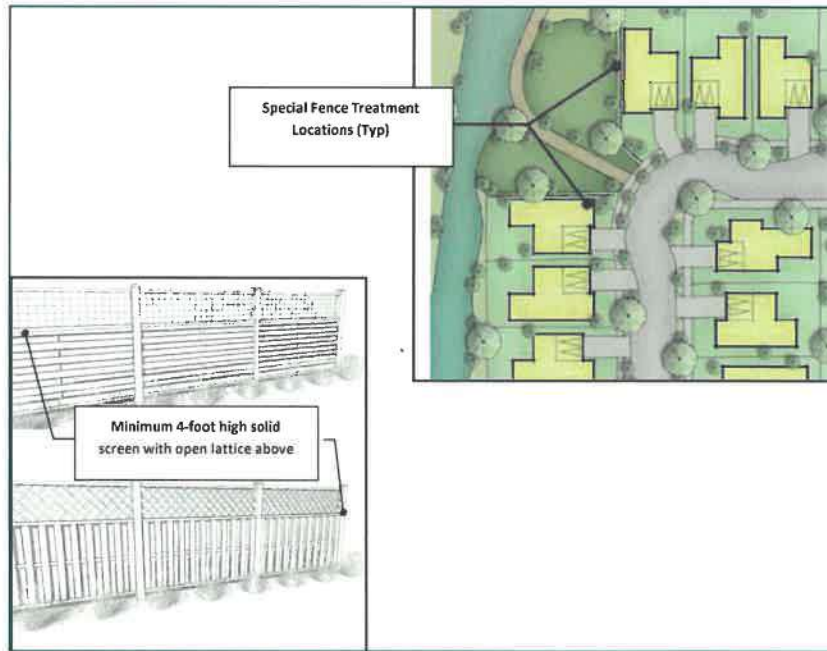 Special Fence Treatment
Locations (Typ)
Minimum 4-foot high solid
screen with open lattice above